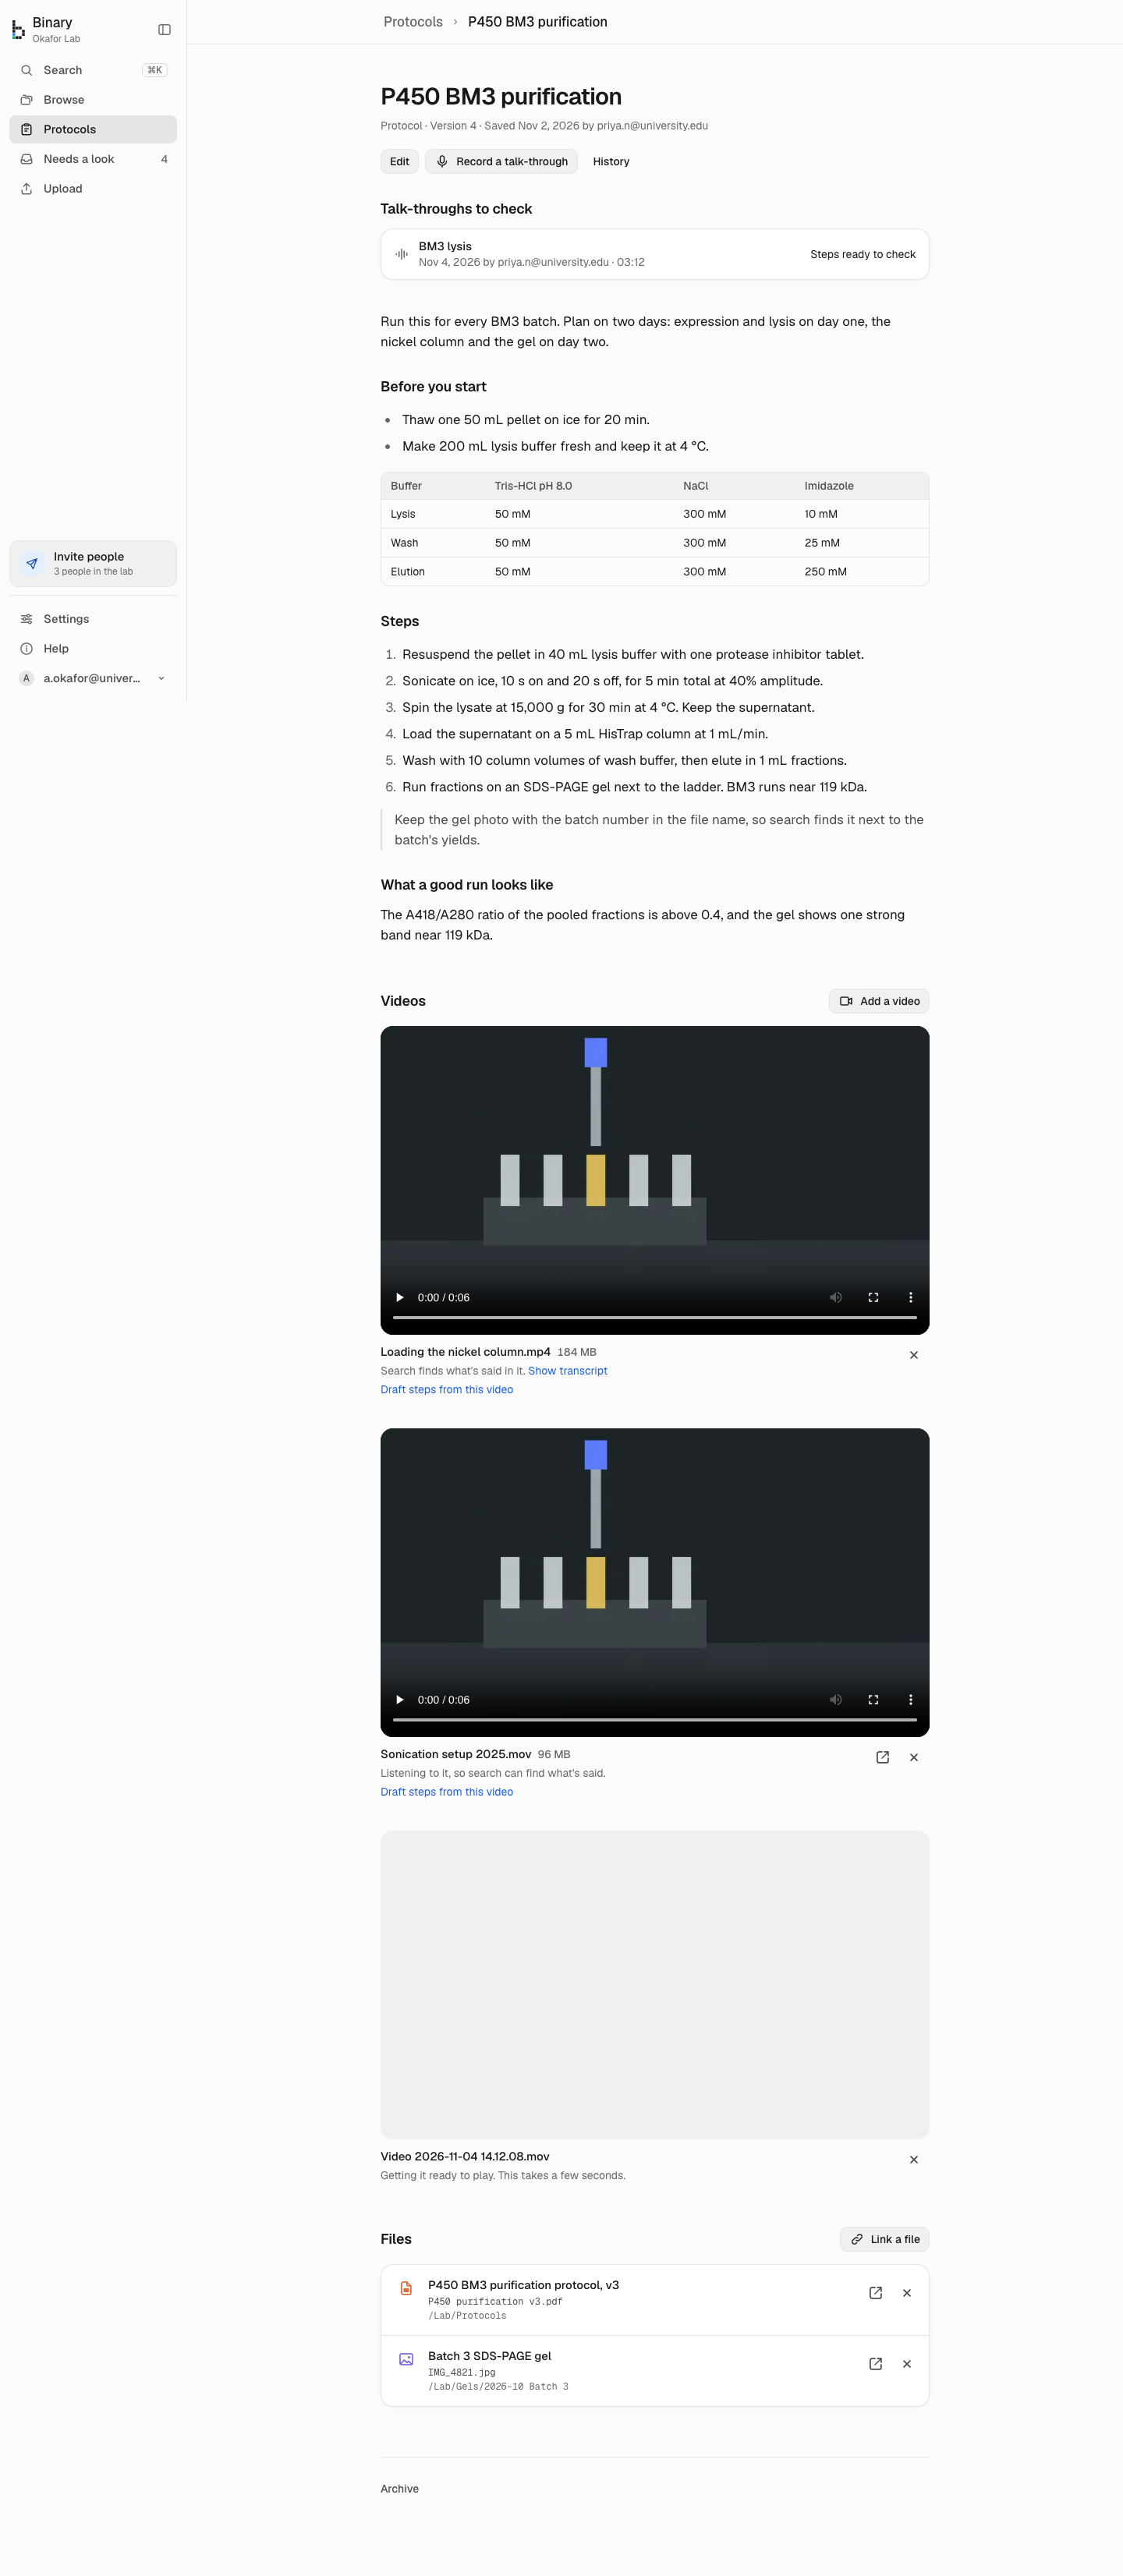 Binary
Okafor Lab
Search ⌘K
Browse
Protocols
Needs a look 4
Upload
Invite people
3 people in the lab
Settings
Help
A a.okafor@univer...
Protocols › P450 BM3 purification
P450 BM3 purification
Protocol · Version 4 · Saved Nov 2, 2026 by priya.n@university.edu
Edit Record a talk-through History
Talk-throughs to check
BM3 lysis
Nov 4, 2026 by priya.n@university.edu · 03:12
Steps ready to check
Run this for every BM3 batch. Plan on two days: expression and lysis on day one, the
nickel column and the gel on day two.
Before you start
• Thaw one 50 mL pellet on ice for 20 min.
• Make 200 mL lysis buffer fresh and keep it at 4 °C.
Buffer Tris-HCl pH 8.0 NaCl Imidazole
Lysis 50 mM 300 mM 10 mM
Wash 50 mM 300 mM 25 mM
Elution 50 mM 300 mM 250 mM
Steps
1. Resuspend the pellet in 40 mL lysis buffer with one protease inhibitor tablet.
2. Sonicate on ice, 10 s on and 20 s off, for 5 min total at 40% amplitude.
3. Spin the lysate at 15,000 g for 30 min at 4 °C. Keep the supernatant.
4. Load the supernatant on a 5 mL HisTrap column at 1 mL/min.
5. Wash with 10 column volumes of wash buffer, then elute in 1 mL fractions.
6. Run fractions on an SDS-PAGE gel next to the ladder. BM3 runs near 119 kDa.
Keep the gel photo with the batch number in the file name, so search finds it next to the
batch's yields.
What a good run looks like
The A418/A280 ratio of the pooled fractions is above 0.4, and the gel shows one strong
band near 119 kDa.
Videos Add a video
0:00 / 0:06
Loading the nickel column.mp4 184 MB
Search finds what's said in it. Show transcript
Draft steps from this video
0:00 / 0:06
Sonication setup 2025.mov 96 MB
Listening to it, so search can find what's said.
Draft steps from this video
Video 2026-11-04 14.12.08.mov
Getting it ready to play. This takes a few seconds.
Files Link a file
P450 BM3 purification protocol, v3
P450 purification v3.pdf
/Lab/Protocols
Batch 3 SDS-PAGE gel
IMG_4821.jpg
/Lab/Gels/2026-10 Batch 3
Archive